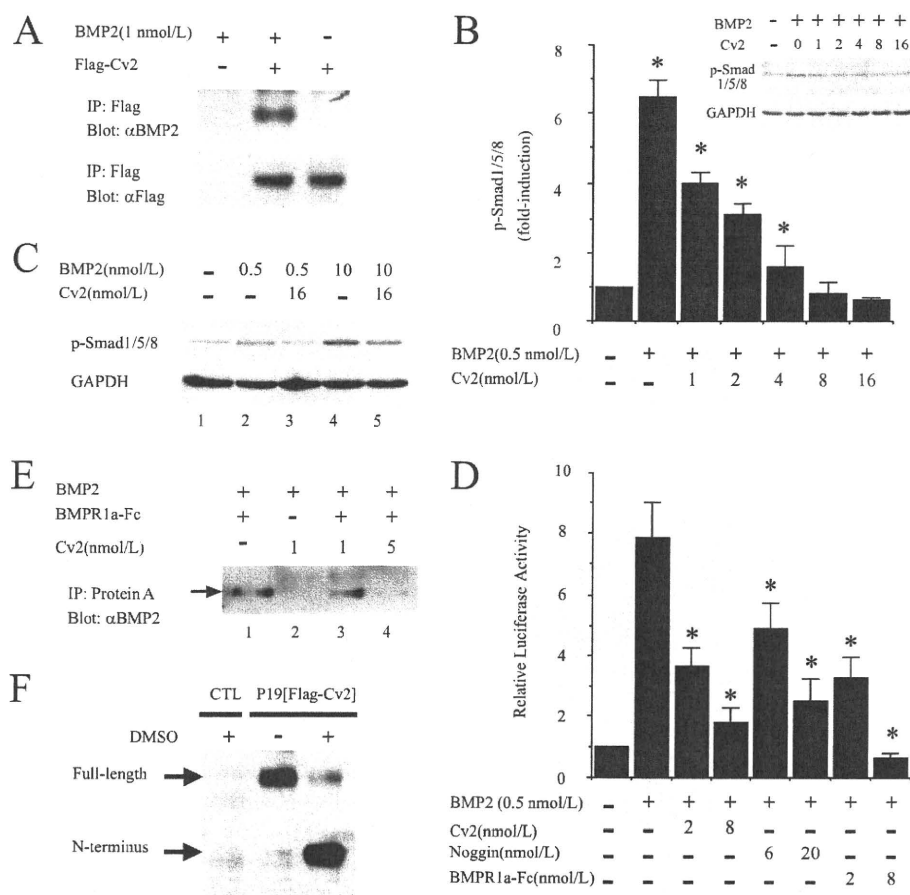 A
BMP2(1 nmol/L) + + -
Flag-Cv2 - + +
IP: Flag
Blot: αBMP2
IP: Flag
Blot: αFlag
B
BMP2 - + + + + + +
Cv2 - 0 1 2 4 8 16
p-Smad
1/5/8
GAPDH
p-Smad1/5/8
(fold-induction)
8
6
4
2
0
* * * *
BMP2(0.5 nmol/L) - + + + + + +
Cv2(nmol/L) - - 1 2 4 8 16
C
BMP2(nmol/L) - 0.5 0.5 10 10
Cv2(nmol/L) - - 16 - 16
p-Smad1/5/8
GAPDH
1 2 3 4 5
E
BMP2 + + + +
BMPR1a-Fc + - + +
Cv2(nmol/L) - 1 1 5
IP: Protein A
Blot: αBMP2
1 2 3 4
D
Relative Luciferase Activity
10
8
6
4
2
0
* * * * * *
BMP2 (0.5 nmol/L) - + + + + + + +
Cv2(nmol/L) - - 2 8 - - - -
Noggin(nmol/L) - - - - 6 20 - -
BMPR1a-Fc(nmol/L) - - - - - - 2 8
F
CTL P19[Flag-Cv2]
DMSO + - +
Full-length
N-terminus